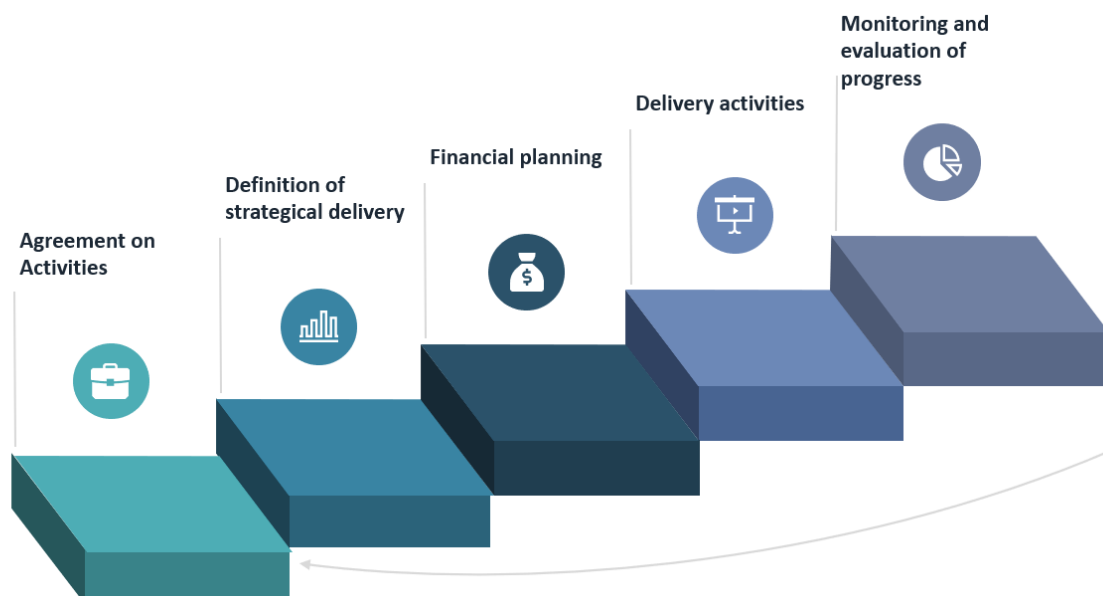 Agreement on
Activities
Definition of
strategical delivery
Financial planning
$
Delivery activities
Monitoring and
evaluation of
progress